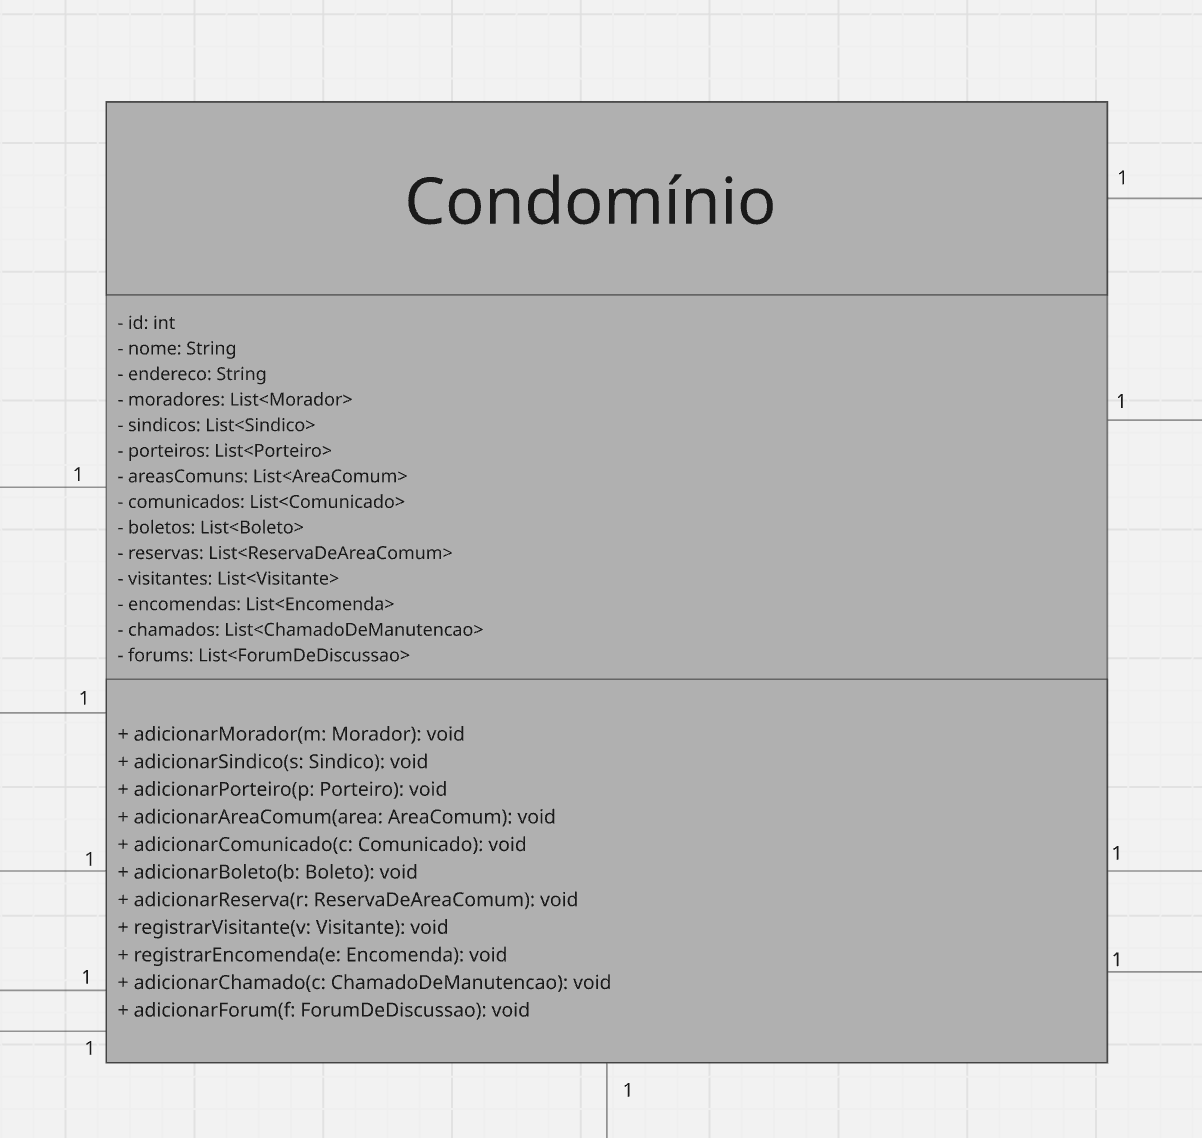 Condomínio
1
- id: int
- nome: String
- endereco: String
- moradores: List<Morador>
1
- sindicos: List<Sindico>
- porteiros: List<Porteiro>
1
- areasComuns: List<AreaComum>
- comunicados: List<Comunicado>
- boletos: List<Boleto>
- reservas: List<ReservaDeAreaComum>
- visitantes: List<Visitante>
- encomendas: List<Encomenda>
- chamados: List<ChamadoDeManutencao>
- forums: List<ForumDeDiscussao>
1
+ adicionarMorador(m: Morador): void
+ adicionarSindico(s: Sindico): void
+ adicionarPorteiro(p: Porteiro): void
+ adicionarAreaComum(area: AreaComum): void
+ adicionarComunicado(c: Comunicado): void
1
1
+ adicionarBoleto(b: Boleto): void
+ adicionarReserva(r: ReservaDeAreaComum): void
+ registrarVisitante(v: Visitante): void
+ registrarEncomenda(e: Encomenda): void
1
1
+ adicionarChamado(c: ChamadoDeManutencao): void
+ adicionarForum(f: ForumDeDiscussao): void
1
1